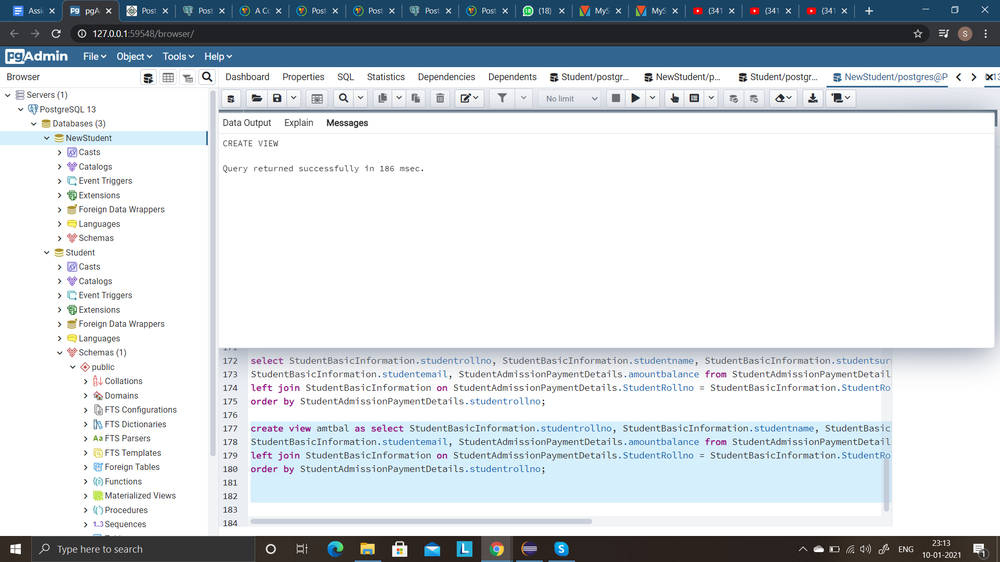 Assi
pgA
Post
Post
A Co
Post
Post
Post
Post
(18)
MyS
MyS
(341
(341
(341
127.0.0.1:59548/browser/
S
pgAdmin
File
Object
Tools
Help
Browser
Dashboard
Properties
SQL
Statistics
Dependencies
Dependents
Student/postgr...
NewStudent/p...
Student/postgr...
NewStudent/postgres@P
13
No limit
Servers (1)
PostgreSQL 13
Databases (3)
NewStudent
Casts
Catalogs
Event Triggers
Extensions
Foreign Data Wrappers
Languages
Schemas
Student
Casts
Catalogs
Event Triggers
Extensions
Foreign Data Wrappers
Languages
Schemas (1)
public
Collations
Domains
FTS Configurations
FTS Dictionaries
Aa FTS Parsers
FTS Templates
Foreign Tables
Functions
Materialized Views
Procedures
1..3 Sequences
Data Output Explain Messages
CREATE VIEW
Query returned successfully in 186 msec.
171
172 select StudentBasicInformation.studentrollno, StudentBasicInformation.studentname, StudentBasicInformation.studentsur
173 StudentBasicInformation.studentemail, StudentAdmissionPaymentDetails.amountbalance from StudentAdmissionPaymentDetail
174 left join StudentBasicInformation on StudentAdmissionPaymentDetails.StudentRollno = StudentBasicInformation.StudentRo
175 order by StudentAdmissionPaymentDetails.studentrollno;
176
177 create view amtbal as select StudentBasicInformation.studentrollno, StudentBasicInformation.studentname, StudentBasic
178 StudentBasicInformation.studentemail, StudentAdmissionPaymentDetails.amountbalance from StudentAdmissionPaymentDetail
179 left join StudentBasicInformation on StudentAdmissionPaymentDetails.StudentRollno = StudentBasicInformation.StudentRo
180 order by StudentAdmissionPaymentDetails.studentrollno;
181
182
183
184
Type here to search
L
S
ENG
23:13
10-01-2021
1